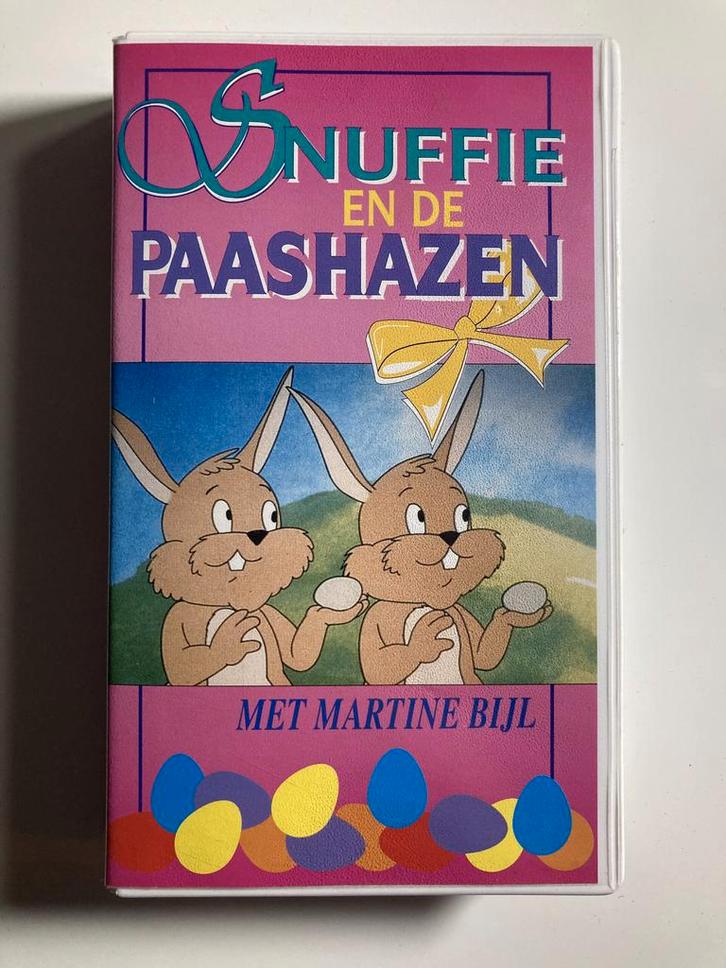 SNUFFIE
EN DE
PAASHAZEN
MET MARTINE BIJL